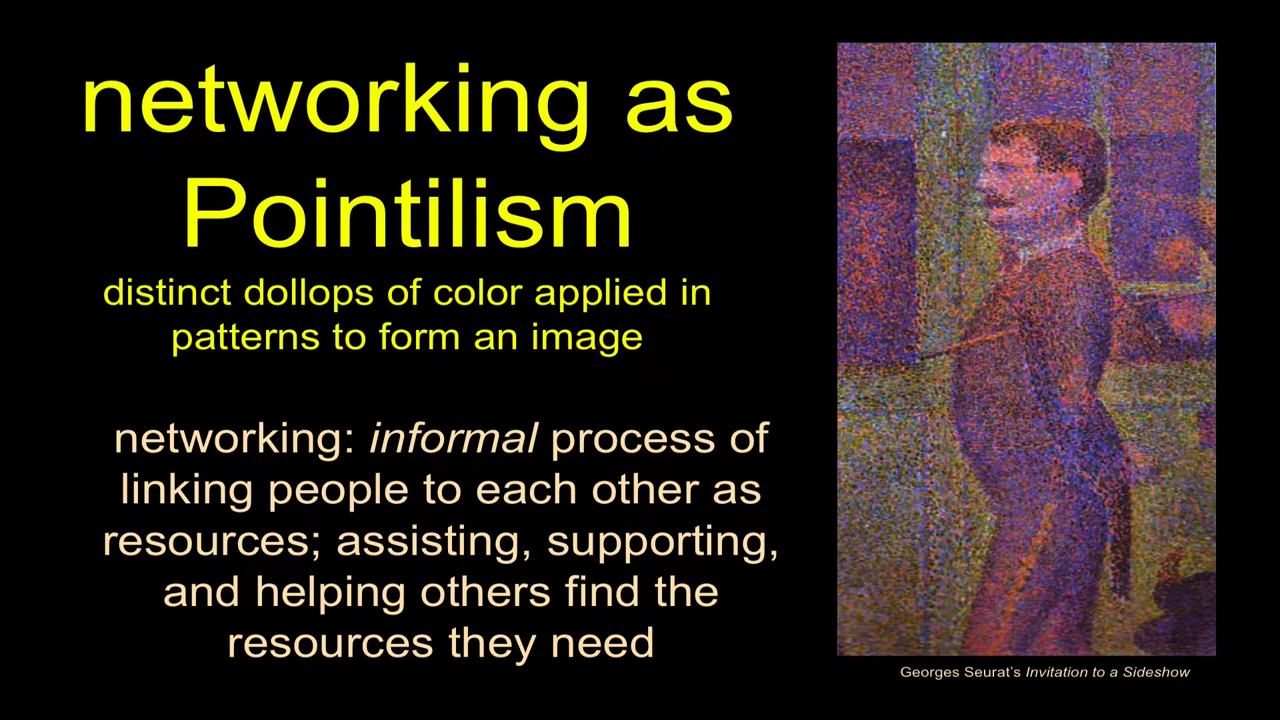 networking as
Pointilism
distinct dollops of color applied in
patterns to form an image
networking: informal process of
linking people to each other as
resources; assisting, supporting,
and helping others find the
resources they need
Georges Seurat's Invitation to a Sideshow